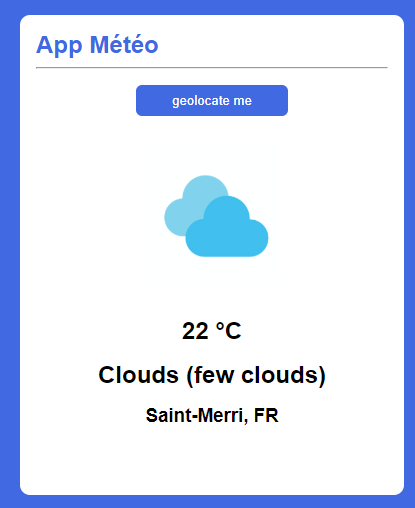 App Météo
geolocate me
22 °C
Clouds (few clouds)
Saint-Merri, FR